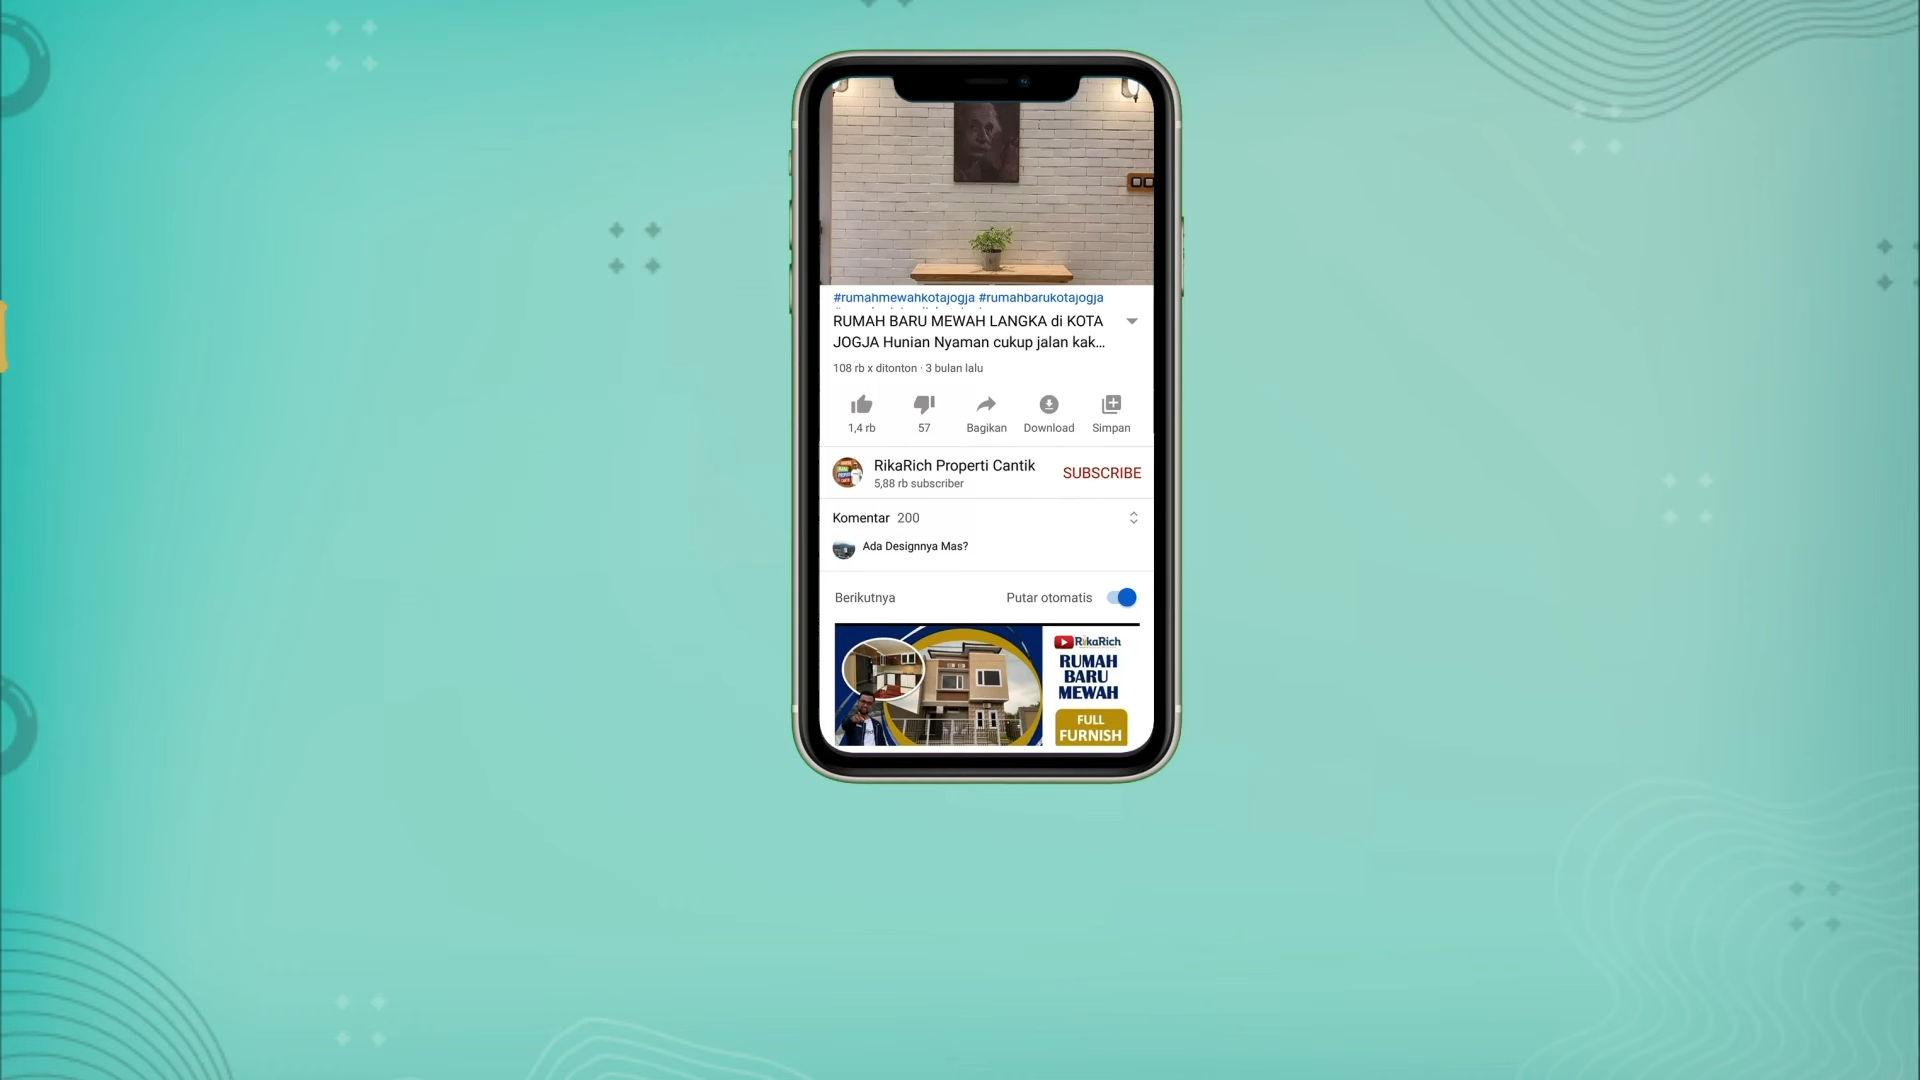 #rumahmewahkotajogja #rumahbarukotajogja
RUMAH BARU MEWAH LANGKA di KOTA
JOGJA Hunian Nyaman cukup jalan kak...
108 rb x ditonton · 3 bulan lalu
1,4 rb
57
Bagikan
Download
Simpan
RikaRich Properti Cantik
5,88 rb subscriber
SUBSCRIBE
Komentar 200
Ada Designnya Mas?
Berikutnya
Putar otomatis
RikaRich
RUMAH
BARU
MEWAH
FULL
FURNISH